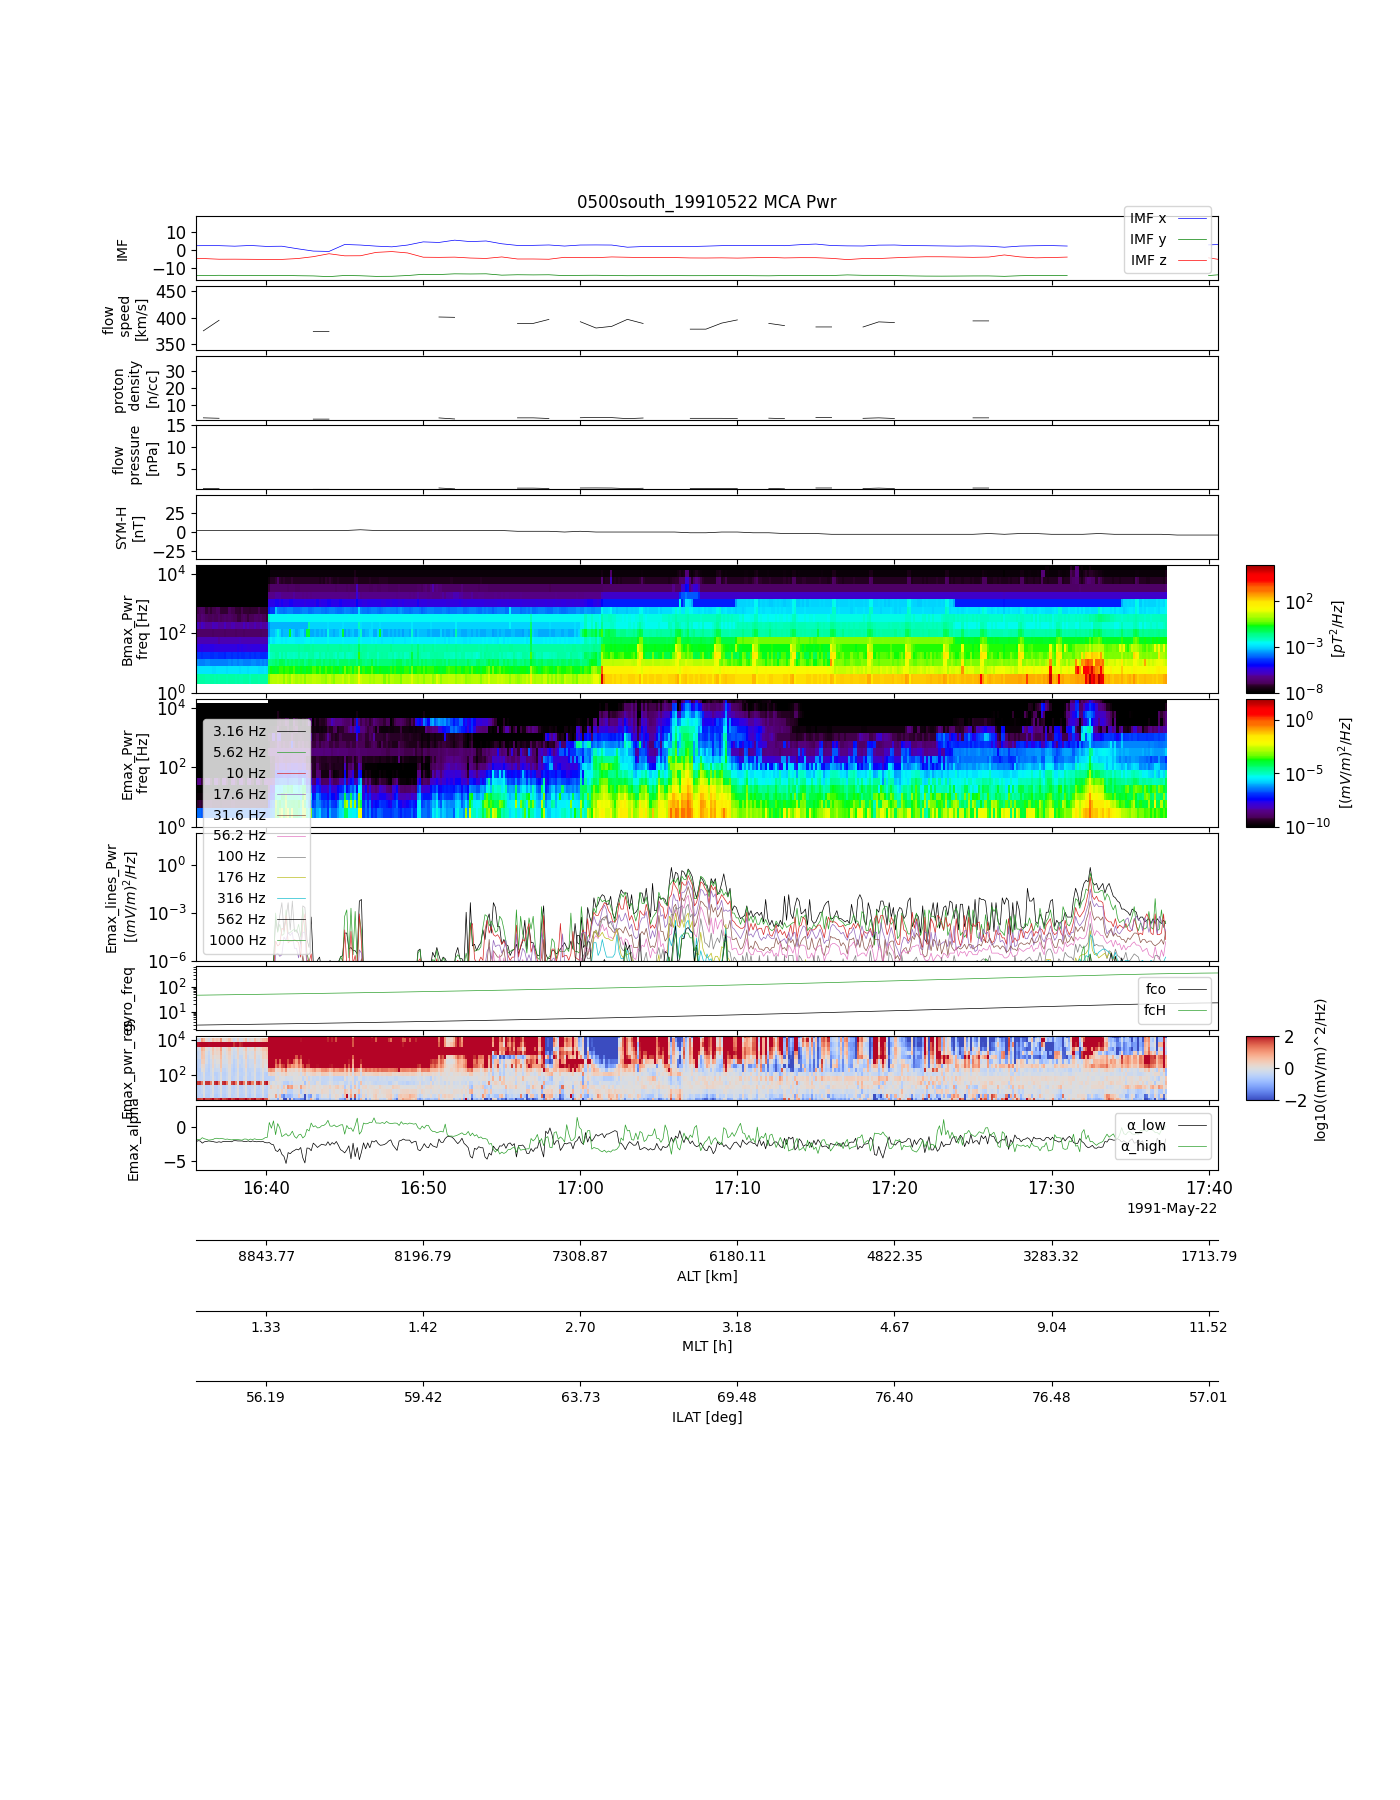 0500south_19910522 MCA Pwr
IMF
10
0
−10
IMF x
IMF y
IMF z
flow
speed
[km/s]
450
400
350
proton
density
[n/cc]
30
20
10
flow
pressure
[nPa]
15
10
5
SYM-H
[nT]
25
0
−25
Bmax_Pwr
freq [Hz]
10^4
10^2
10^0
10^2
10^−3
10^−8
[pT^2/Hz]
Emax_Pwr
freq [Hz]
10^4
10^2
10^0
10^0
10^−5
10^−10
[(mV/m)^2/Hz]
3.16 Hz
5.62 Hz
10 Hz
17.6 Hz
31.6 Hz
56.2 Hz
100 Hz
176 Hz
316 Hz
562 Hz
1000 Hz
Emax_lines_Pwr
[(mV/m)^2/Hz]
10^0
10^−3
10^−6
gyro_freq
10^2
10^1
fco
fcH
Emax_pwr_reg
10^4
10^2
2
0
−2
log10((mV/m)^2/Hz)
Emax_alpha
0
−5
α_low
α_high
16:40 16:50 17:00 17:10 17:20 17:30 17:40
1991-May-22
8843.77 8196.79 7308.87 6180.11 4822.35 3283.32 1713.79
ALT [km]
1.33 1.42 2.70 3.18 4.67 9.04 11.52
MLT [h]
56.19 59.42 63.73 69.48 76.40 76.48 57.01
ILAT [deg]